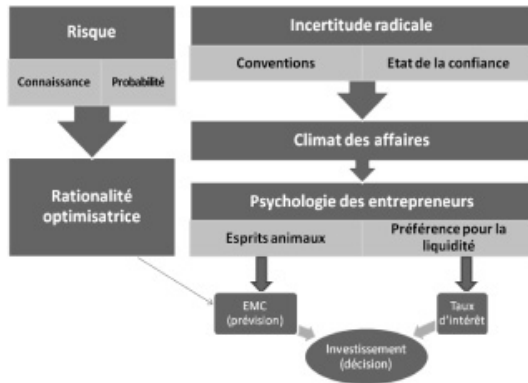 Risque
Connaissance
Probabilité
Rationalité
optimisatrice
Incertitude radicale
Conventions
Etat de la confiance
Climat des affaires
Psychologie des entrepreneurs
Esprits animaux
Préférence pour la
liquidité
EMC
(prévision)
Taux
d'intérêt
Investissement
(décision)